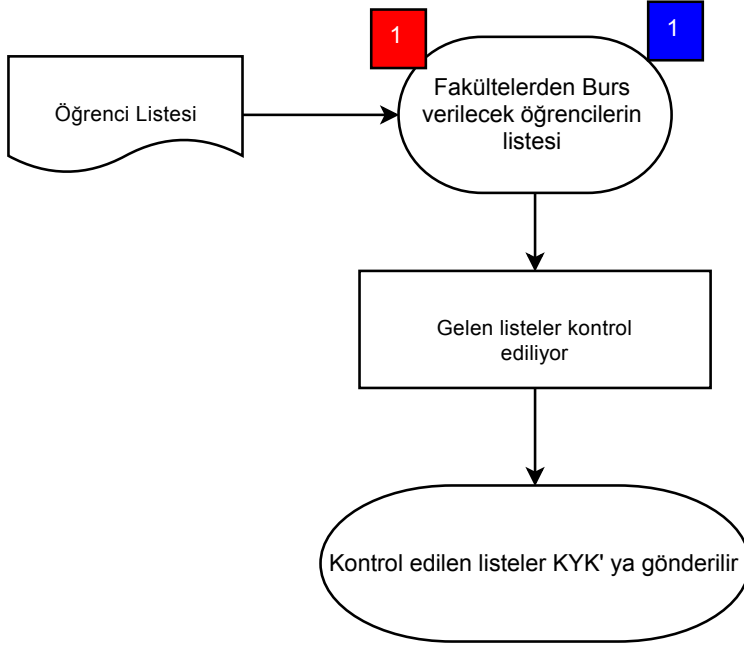 1
1
Öğrenci Listesi
Fakültelerden Burs
verilecek öğrencilerin
listesi
Gelen listeler kontrol
ediliyor
Kontrol edilen listeler KYK' ya gönderilir